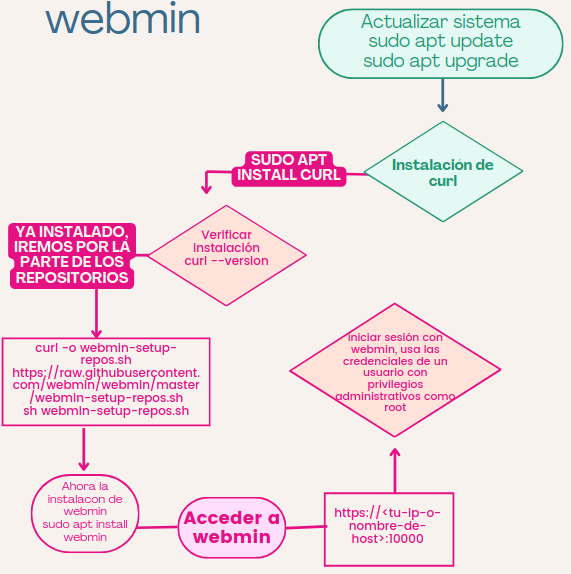 webmin
Actualizar sistema
sudo apt update
sudo apt upgrade
Instalación de
curl
SUDO APT
INSTALL CURL
Verificar
instalación
curl --version
YA INSTALADO,
IREMOS POR LA
PARTE DE LOS
REPOSITORIOS
curl -o webmin-setup-
repos.sh
https://raw.githubusercontent.
com/webmin/webmin/master
/webmin-setup-repos.sh
sh webmin-setup-repos.sh
Ahora la
instalacon de
webmin
sudo apt install
webmin
Acceder a
webmin
https://<tu-ip-o-
nombre-de-
host>:10000
Iniciar sesión con
webmin, usa las
credenciales de un
usuario con
privilegios
administrativos como
root